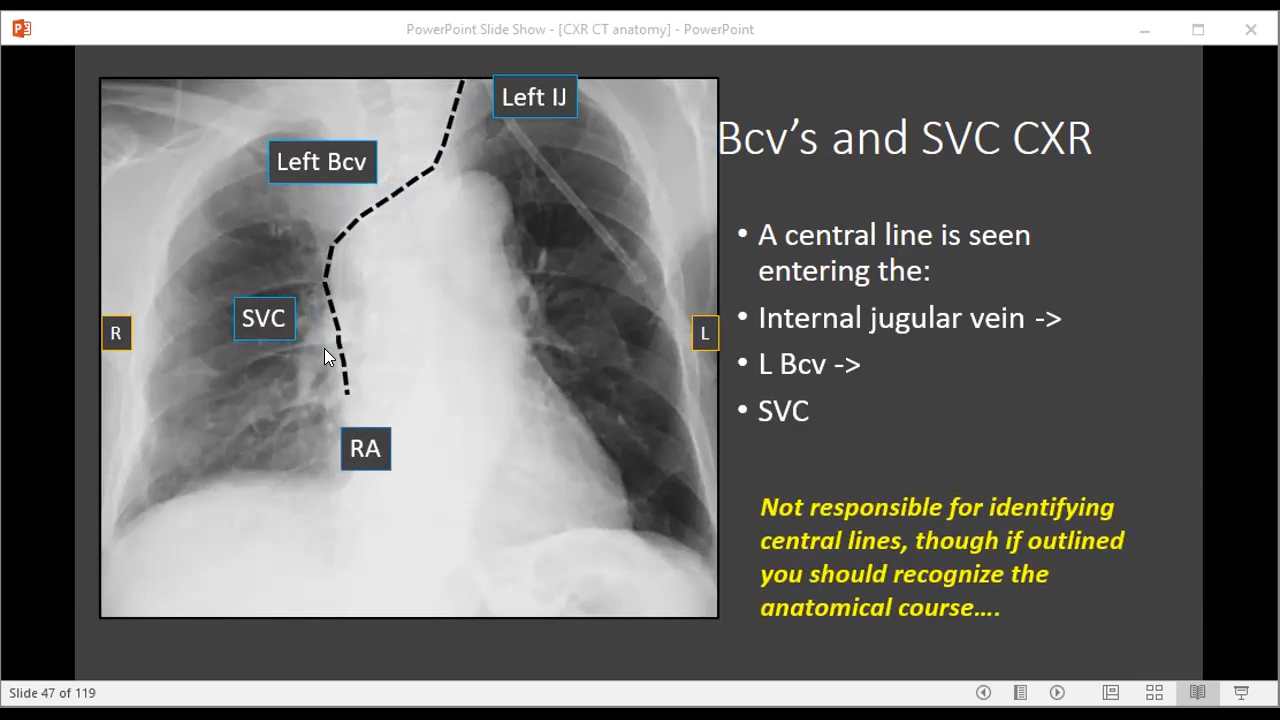 PowerPoint Slide Show - [CXR CT anatomy] - PowerPoint
Left IJ
Left Bcv
SVC
R
L
RA
Bcv’s and SVC CXR
• A central line is seen
entering the:
• Internal jugular vein ->
• L Bcv ->
• SVC
Not responsible for identifying
central lines, though if outlined
you should recognize the
anatomical course….
Slide 47 of 119